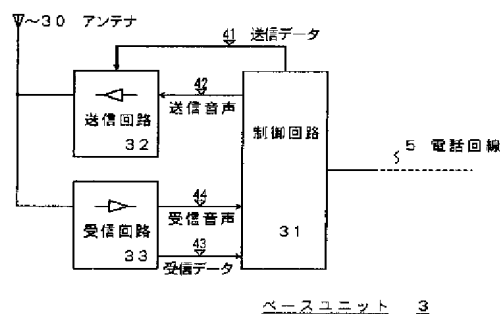 ~30 アンテナ
41 送信データ
42
送信音声
送信回路
32
制御回路
31
5 電話回線
44
受信音声
受信回路
33
43
受信データ
ベースユニット 3